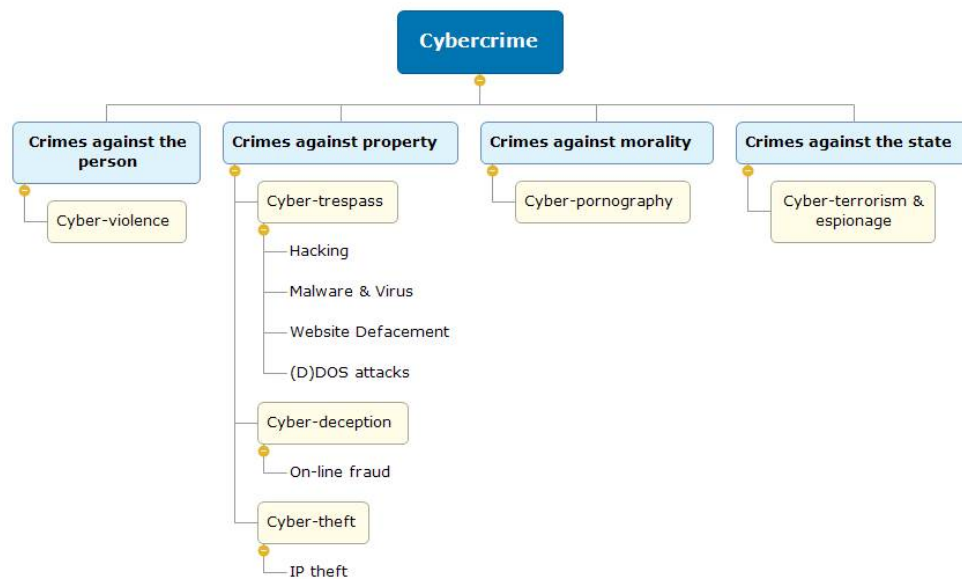 Cybercrime
Crimes against the
person
Cyber-violence
Crimes against property
Cyber-trespass
Hacking
Malware & Virus
Website Defacement
(D)DOS attacks
Cyber-deception
On-line fraud
Cyber-theft
IP theft
Crimes against morality
Cyber-pornography
Crimes against the state
Cyber-terrorism &
espionage